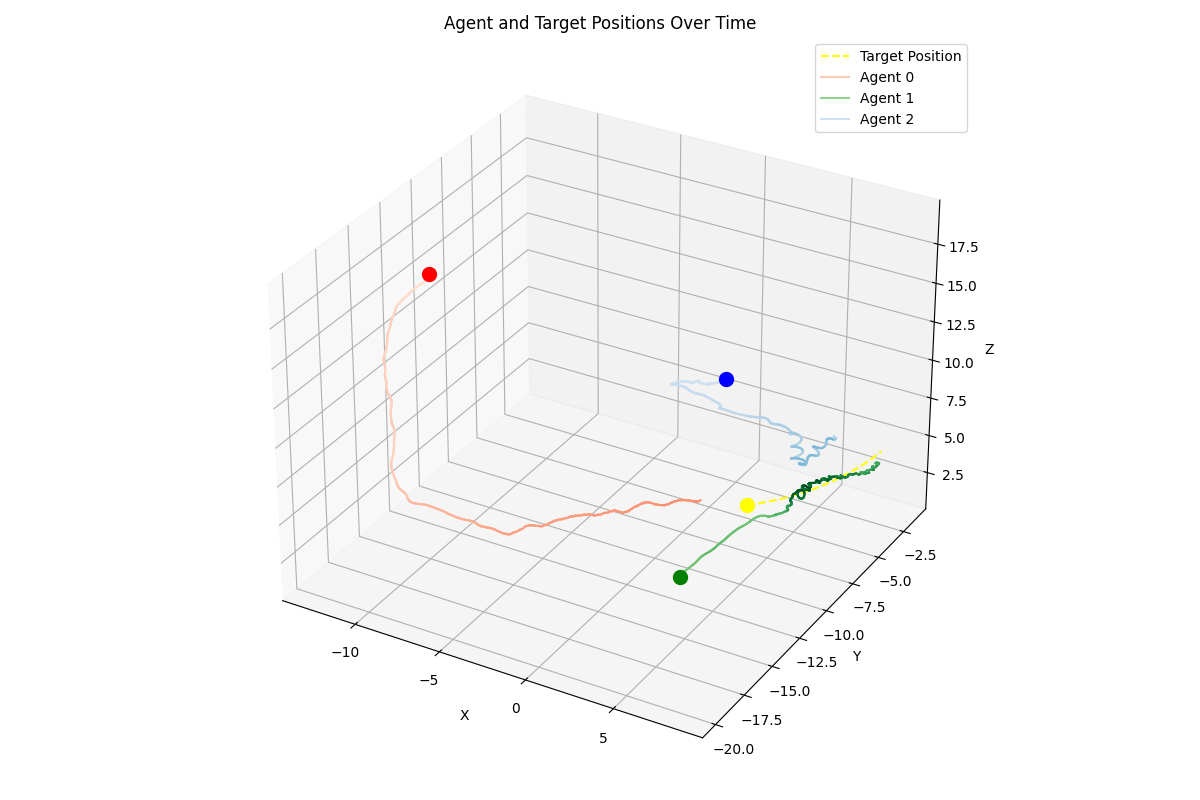 Agent and Target Positions Over Time
Target Position
Agent 0
Agent 1
Agent 2
17.5
15.0
12.5
Z
10.0
7.5
5.0
2.5
−2.5
−5.0
−7.5
−10.0
Y
−12.5
−15.0
−17.5
−20.0
−10
−5
0
5
X